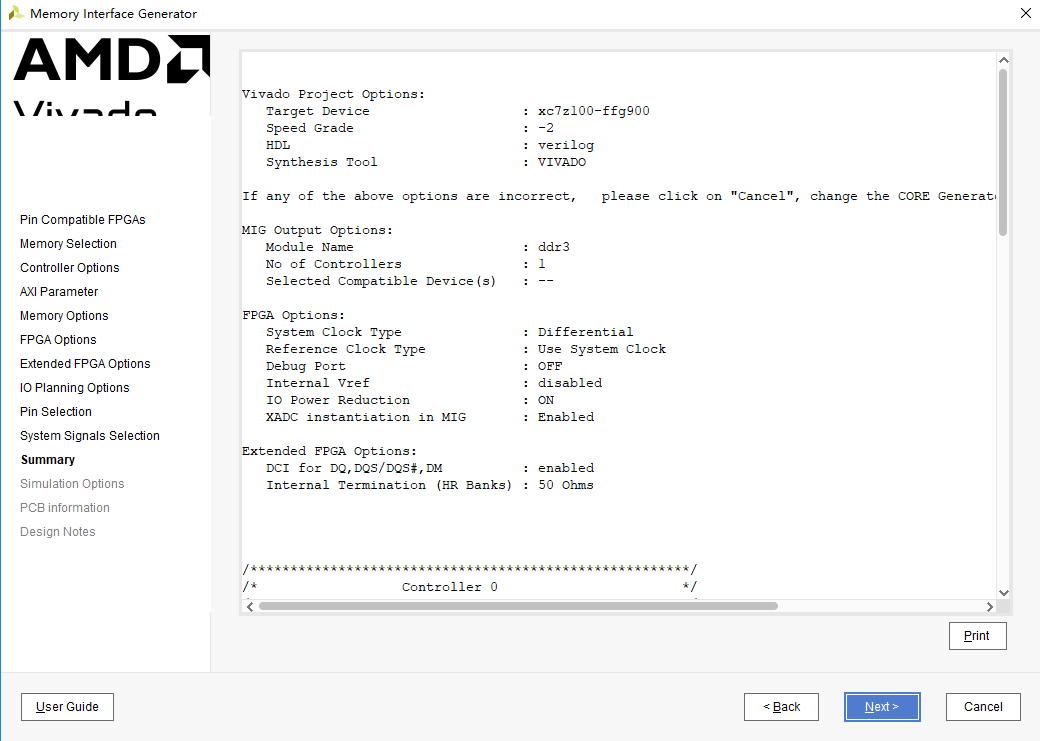 Memory Interface Generator
AMD
Vivado
Pin Compatible FPGAs
Memory Selection
Controller Options
AXI Parameter
Memory Options
FPGA Options
Extended FPGA Options
IO Planning Options
Pin Selection
System Signals Selection
Summary
Simulation Options
PCB information
Design Notes
Vivado Project Options:
Target Device : xc7z100-ffg900
Speed Grade : -2
HDL : verilog
Synthesis Tool : VIVADO
If any of the above options are incorrect, please click on "Cancel", change the CORE Generat
MIG Output Options:
Module Name : ddr3
No of Controllers : 1
Selected Compatible Device(s) : --
FPGA Options:
System Clock Type : Differential
Reference Clock Type : Use System Clock
Debug Port : OFF
Internal Vref : disabled
IO Power Reduction : ON
XADC instantiation in MIG : Enabled
Extended FPGA Options:
DCI for DQ,DQS/DQS#,DM : enabled
Internal Termination (HR Banks) : 50 Ohms
/*******************************************************/
/* Controller 0 */
Print
User Guide
< Back
Next >
Cancel